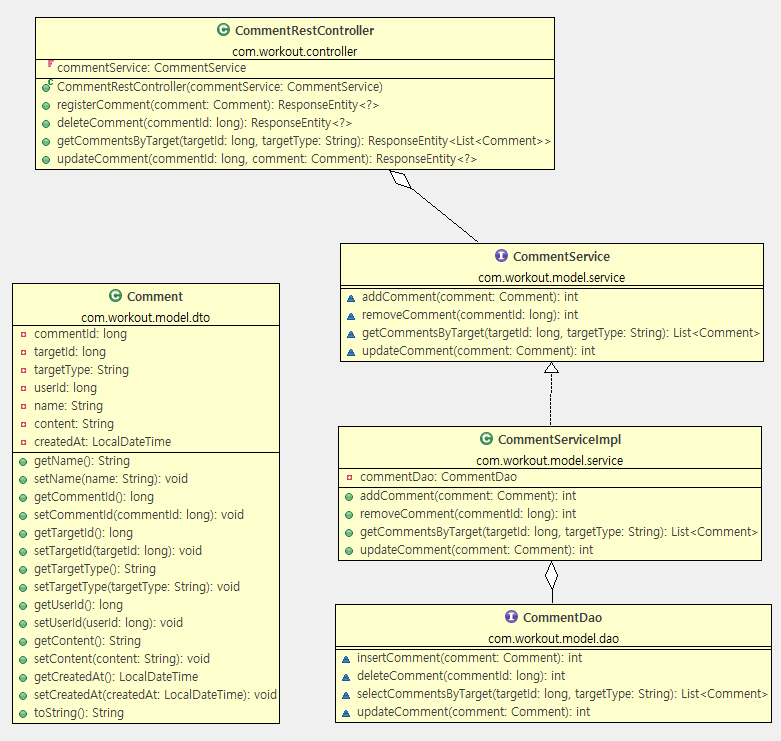 C CommentRestController
com.workout.controller
F commentService: CommentService
C CommentRestController(commentService: CommentService)
registerComment(comment: Comment): ResponseEntity<?>
deleteComment(commentId: long): ResponseEntity<?>
getCommentsByTarget(targetId: long, targetType: String): ResponseEntity<List<Comment>>
updateComment(commentId: long, comment: Comment): ResponseEntity<?>
I CommentService
com.workout.model.service
addComment(comment: Comment): int
removeComment(commentId: long): int
getCommentsByTarget(targetId: long, targetType: String): List<Comment>
updateComment(comment: Comment): int
C Comment
com.workout.model.dto
commentId: long
targetId: long
targetType: String
userId: long
name: String
content: String
createdAt: LocalDateTime
getName(): String
setName(name: String): void
getCommentId(): long
setCommentId(commentId: long): void
getTargetId(): long
setTargetId(targetId: long): void
getTargetType(): String
setTargetType(targetType: String): void
getUserId(): long
setUserId(userId: long): void
getContent(): String
setContent(content: String): void
getCreatedAt(): LocalDateTime
setCreatedAt(createdAt: LocalDateTime): void
toString(): String
C CommentServiceImpl
com.workout.model.service
commentDao: CommentDao
addComment(comment: Comment): int
removeComment(commentId: long): int
getCommentsByTarget(targetId: long, targetType: String): List<Comment>
updateComment(comment: Comment): int
I CommentDao
com.workout.model.dao
insertComment(comment: Comment): int
deleteComment(commentId: long): int
selectCommentsByTarget(targetId: long, targetType: String): List<Comment>
updateComment(comment: Comment): int